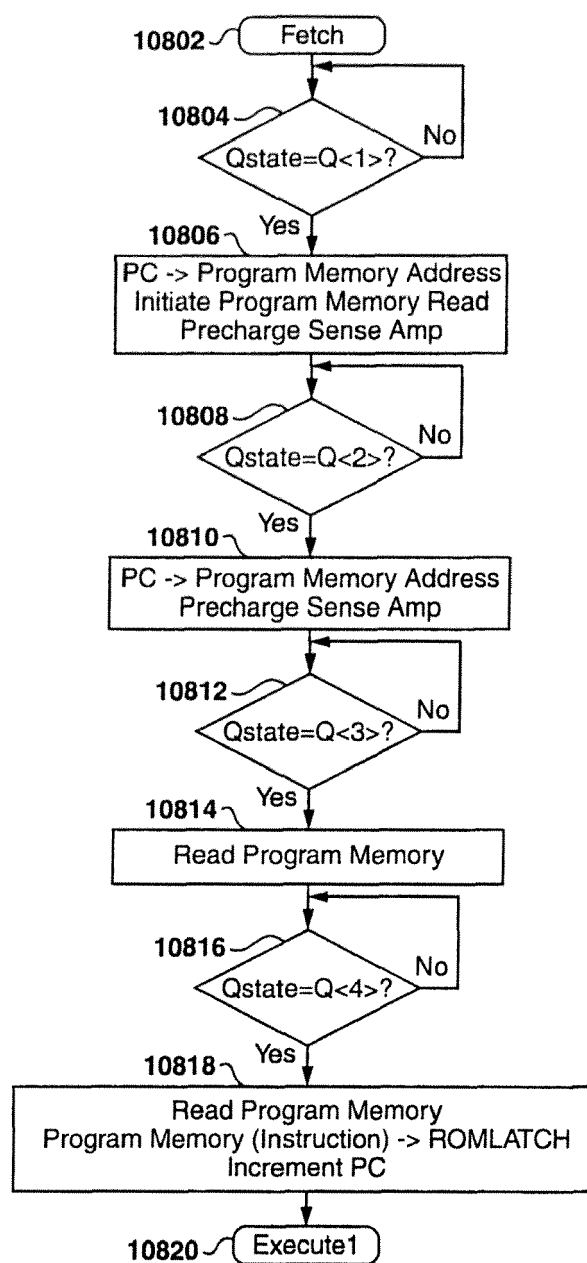 10802 Fetch
10804
Qstate=Q<1>?
No
Yes
10806
PC -> Program Memory Address
Initiate Program Memory Read
Precharge Sense Amp
10808
Qstate=Q<2>?
No
Yes
10810
PC -> Program Memory Address
Precharge Sense Amp
10812
Qstate=Q<3>?
No
Yes
10814
Read Program Memory
10816
Qstate=Q<4>?
No
Yes
10818
Read Program Memory
Program Memory (Instruction) -> ROMLATCH
Increment PC
10820 Execute1